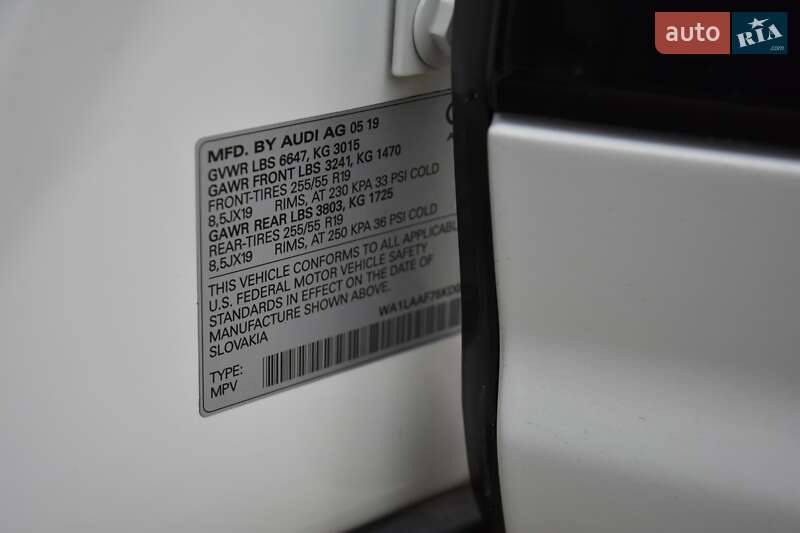 auto
RIA
.com
MFD. BY AUDI AG 05 19
GVWR LBS 6647, KG 3015
GAWR FRONT LBS 3241, KG 1470
FRONT-TIRES 255/55 R19
8,5JX19 RIMS, AT 230 KPA 33 PSI COLD
GAWR REAR LBS 3803, KG 1725
REAR-TIRES 255/55 R19
8,5JX19 RIMS, AT 250 KPA 36 PSI COLD
THIS VEHICLE CONFORMS TO ALL APPLICABL
U.S. FEDERAL MOTOR VEHICLE SAFETY
STANDARDS IN EFFECT ON THE DATE OF
MANUFACTURE SHOWN ABOVE.
SLOVAKIA
TYPE:
MPV